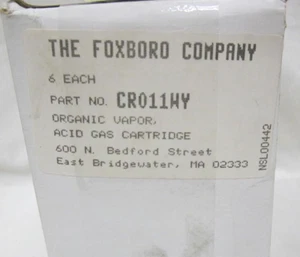 THE FOXBORO COMPANY
6 EACH
PART NO. CR011WY
ORGANIC VAPOR,
ACID GAS CARTRIDGE
600 N. Bedford Street
East Bridgewater, MA 02333
NSL00442